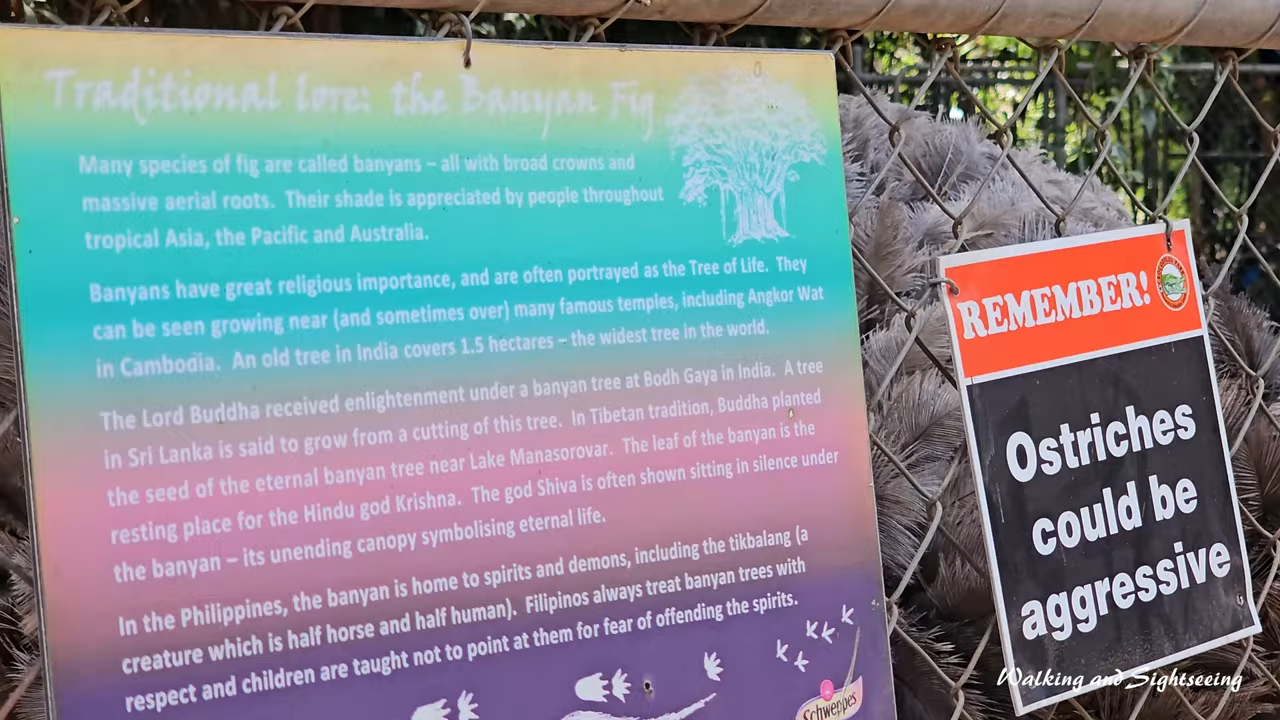 Traditional lore: the Banyan Fig
Many species of fig are called banyans – all with broad crowns and
massive aerial roots. Their shade is appreciated by people throughout
tropical Asia, the Pacific and Australia.
Banyans have great religious importance, and are often portrayed as the Tree of Life. They
can be seen growing near (and sometimes over) many famous temples, including Angkor Wat
in Cambodia. An old tree in India covers 1.5 hectares – the widest tree in the world.
The Lord Buddha received enlightenment under a banyan tree at Bodh Gaya in India. A tree
in Sri Lanka is said to grow from a cutting of this tree. In Tibetan tradition, Buddha planted
the seed of the eternal banyan tree near Lake Manasorovar. The leaf of the banyan is the
resting place for the Hindu god Krishna. The god Shiva is often shown sitting in silence under
the banyan – its unending canopy symbolising eternal life.
In the Philippines, the banyan is home to spirits and demons, including the tikbalang (a
creature which is half horse and half human). Filipinos always treat banyan trees with
respect and children are taught not to point at them for fear of offending the spirits.
Schweppes
REMEMBER!
Ostriches
could be
aggressive
Walking and Sightseeing